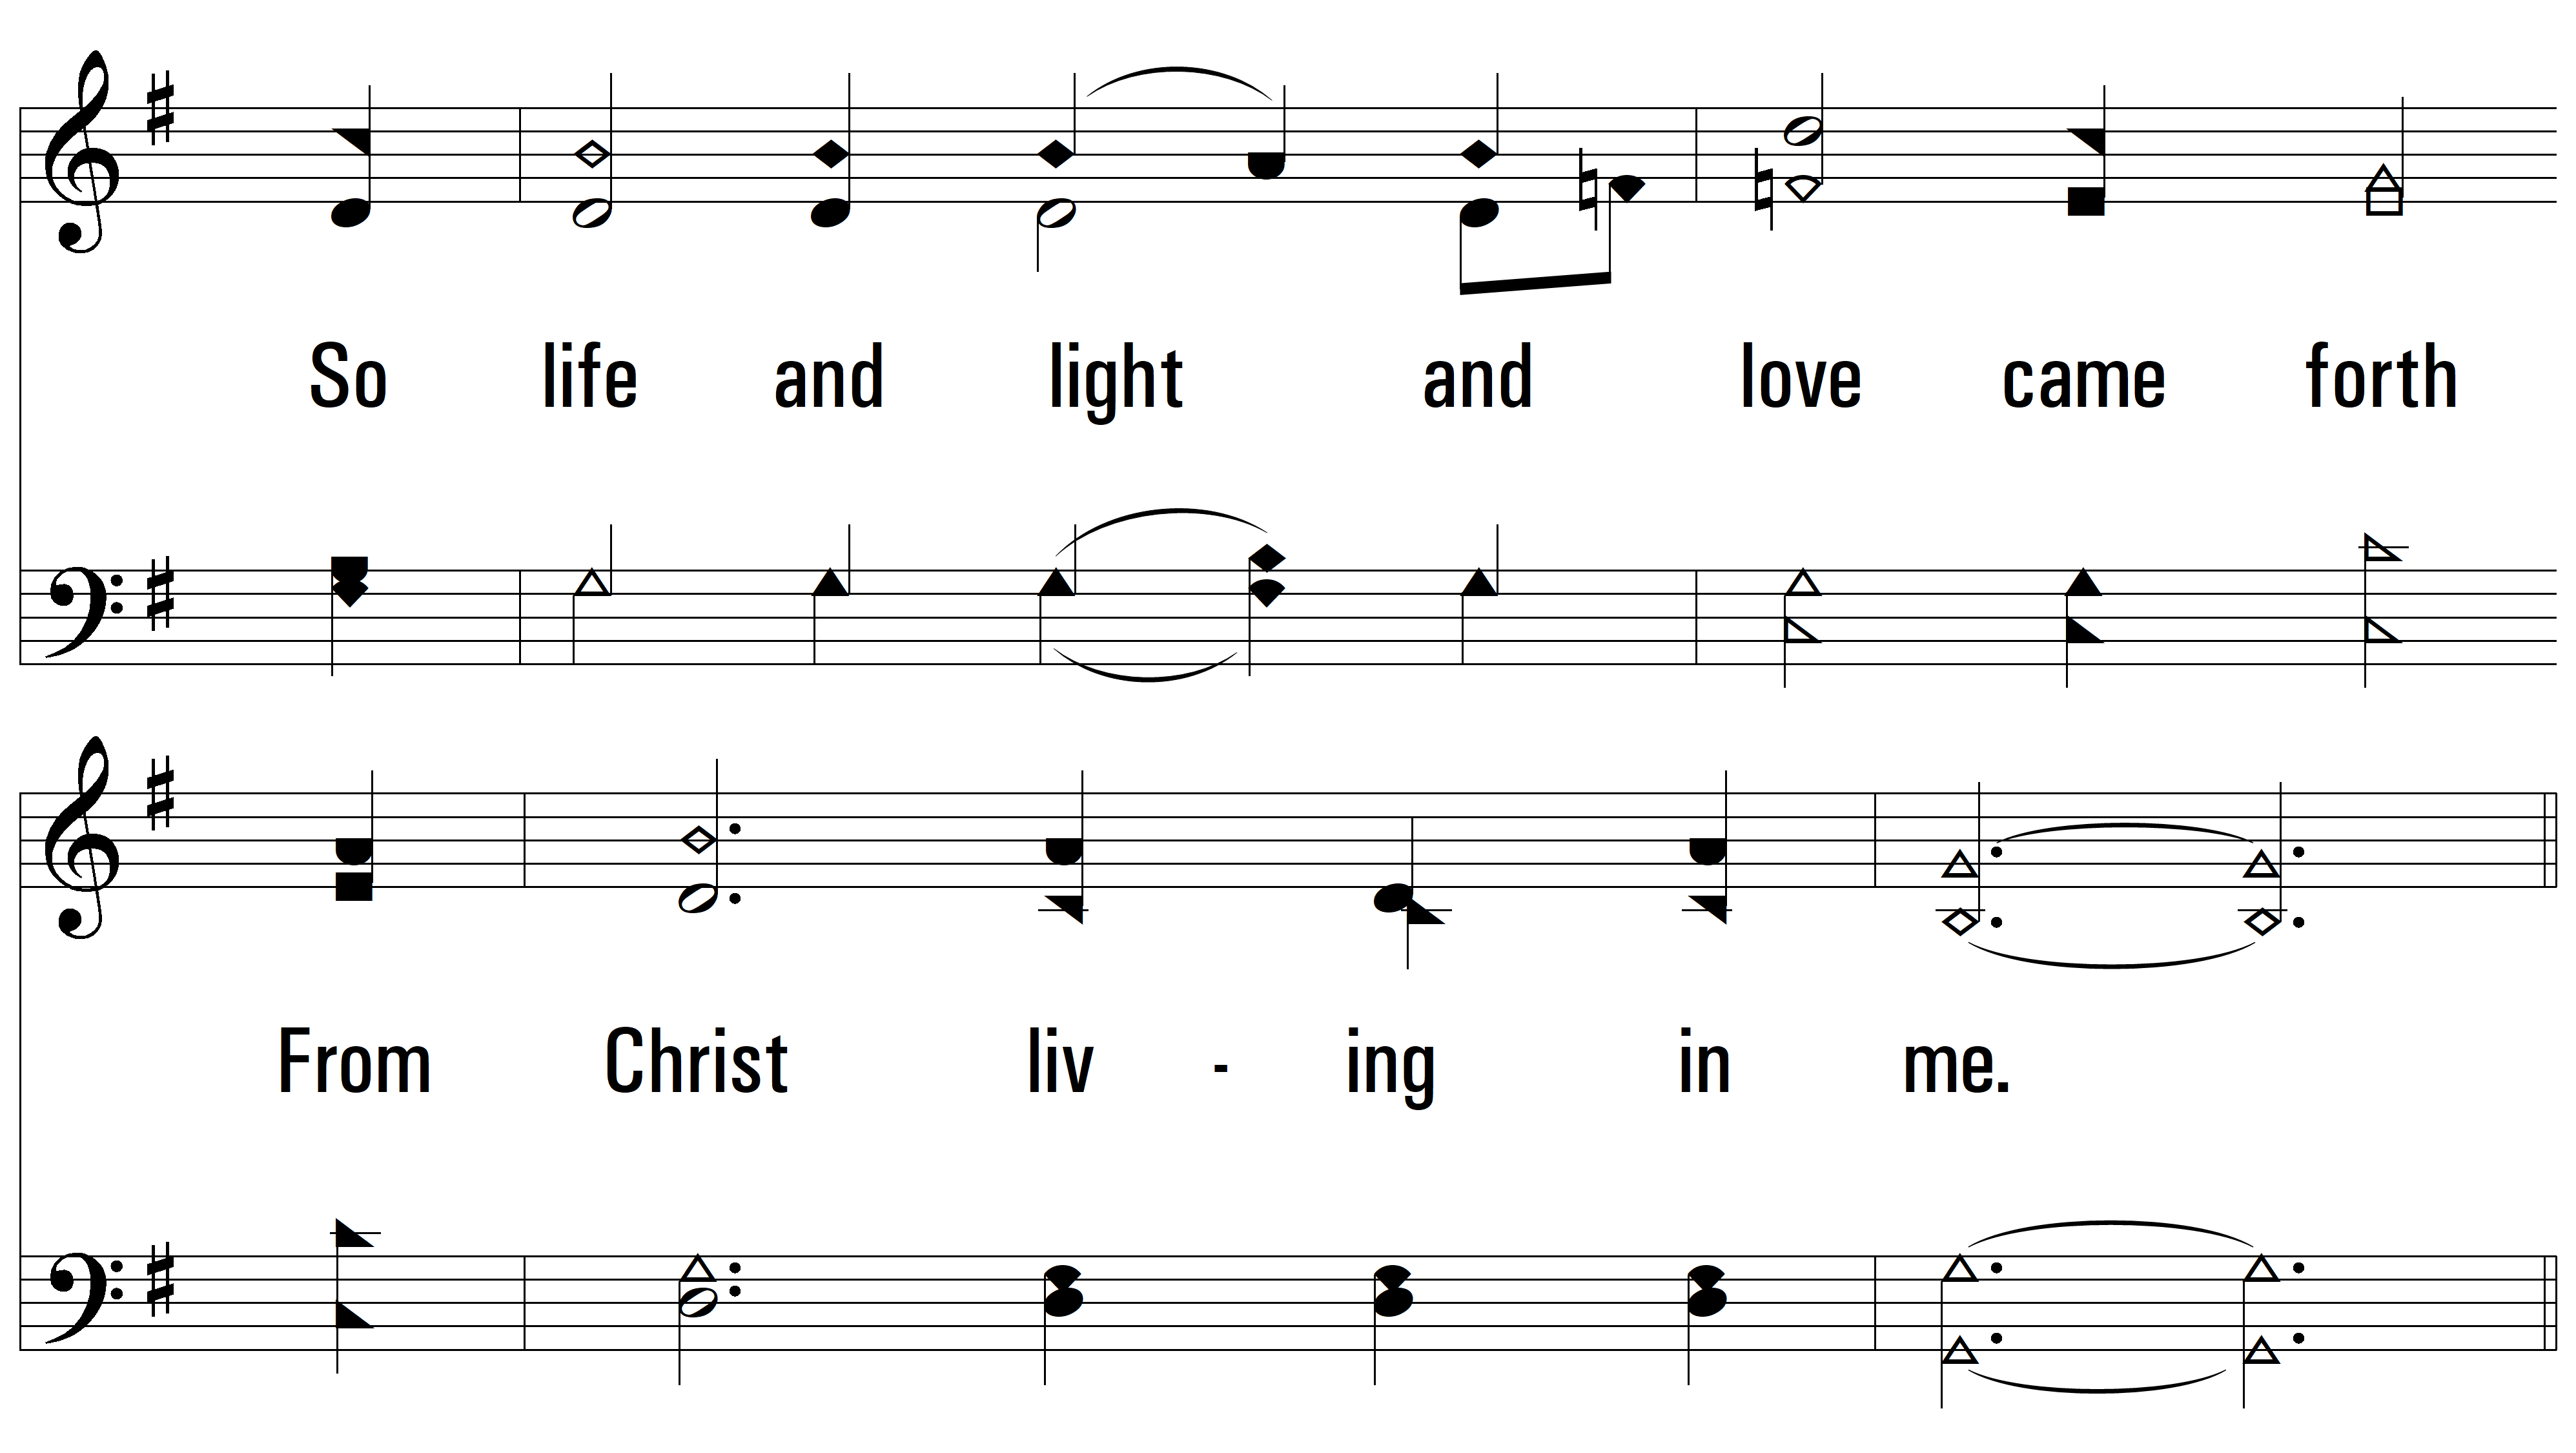 So life and light and love came forth
From Christ liv - ing in me.